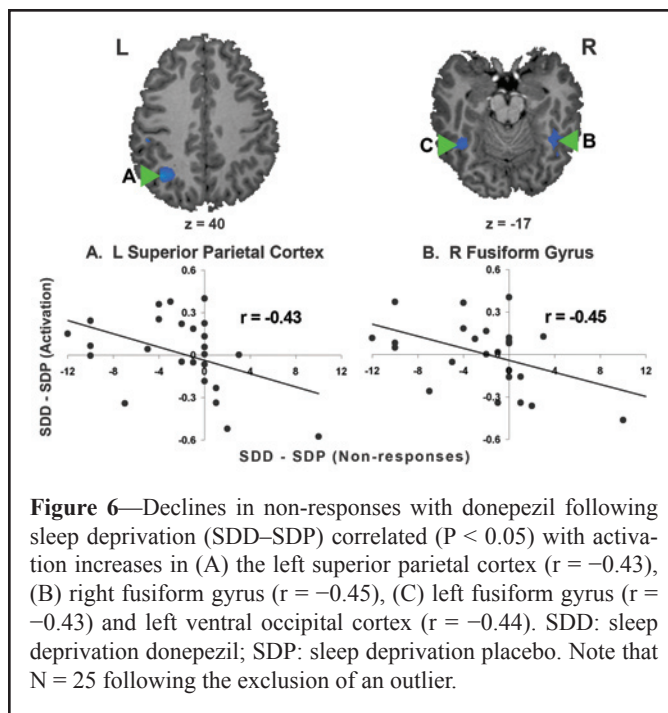 L
R
A
C
B
z = 40
z = -17
A. L Superior Parietal Cortex
B. R Fusiform Gyrus
SDD - SDP (Activation)
0.6
0.3
r = -0.43
-12 -8 -4 0 4 8 12
-0.3
-0.6
0.6
0.3
r = -0.45
-12 -8 -4 0 4 8 12
-0.3
-0.6
SDD - SDP (Non-responses)
Figure 6—Declines in non-responses with donepezil following
sleep deprivation (SDD–SDP) correlated (P < 0.05) with activa-
tion increases in (A) the left superior parietal cortex (r = −0.43),
(B) right fusiform gyrus (r = −0.45), (C) left fusiform gyrus (r =
−0.43) and left ventral occipital cortex (r = −0.44). SDD: sleep
deprivation donepezil; SDP: sleep deprivation placebo. Note that
N = 25 following the exclusion of an outlier.